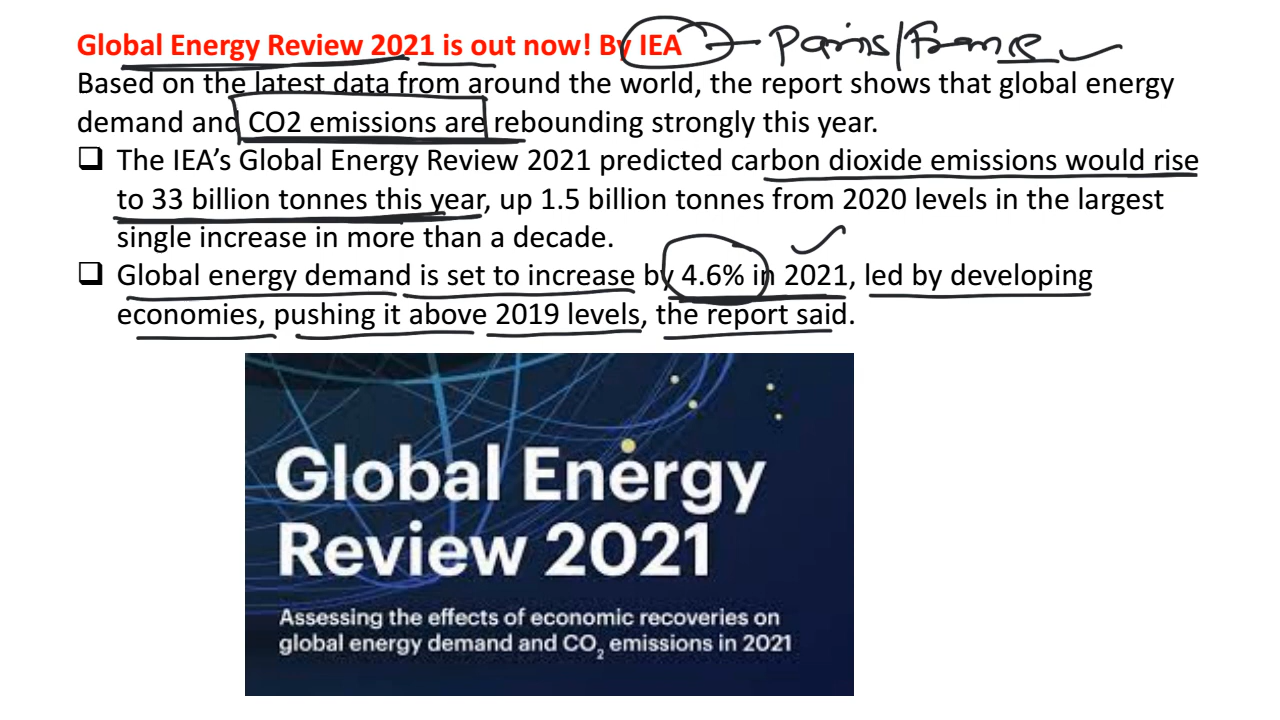 Global Energy Review 2021 is out now! By IEA Paris/France
Based on the latest data from around the world, the report shows that global energy
demand and CO2 emissions are rebounding strongly this year.
❑ The IEA’s Global Energy Review 2021 predicted carbon dioxide emissions would rise
to 33 billion tonnes this year, up 1.5 billion tonnes from 2020 levels in the largest
single increase in more than a decade.
❑ Global energy demand is set to increase by 4.6% in 2021, led by developing
economies, pushing it above 2019 levels, the report said.
Global Energy
Review 2021
Assessing the effects of economic recoveries on
global energy demand and CO₂ emissions in 2021